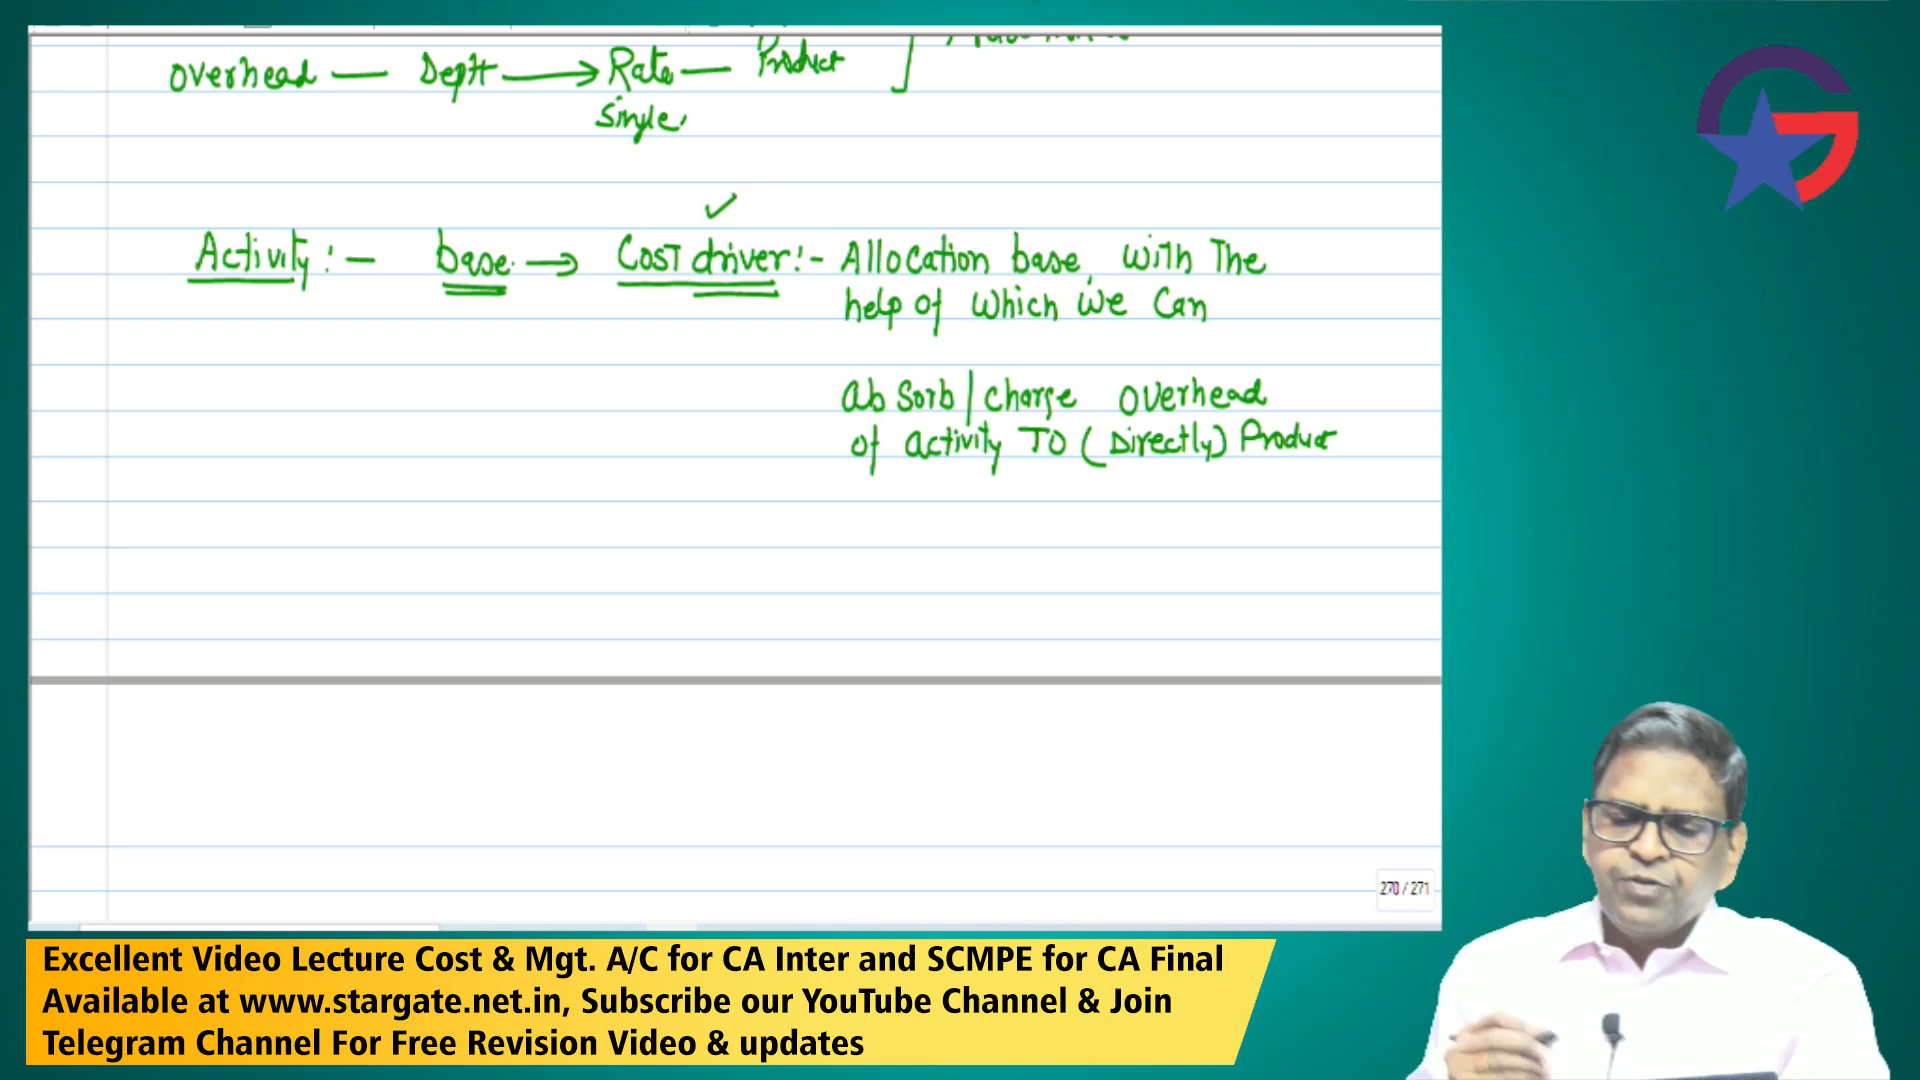 Overhead — Deptt → Rate — Product
Single
Activity :- base → Cost driver :- Allocation base, with The
help of which we can
absorb / charge overhead
of activity TO (Directly) Product
270 / 271
Excellent Video Lecture Cost & Mgt. A/C for CA Inter and SCMPE for CA Final
Available at www.stargate.net.in, Subscribe our YouTube Channel & Join
Telegram Channel For Free Revision Video & updates